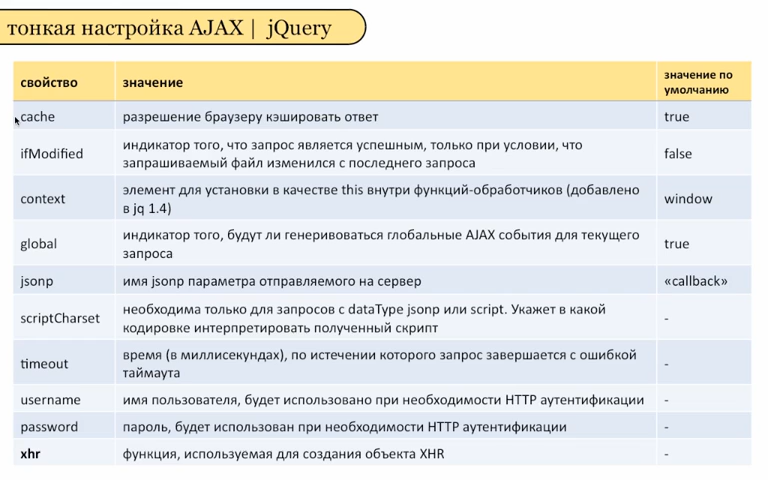 тонкая настройка AJAX | jQuery
свойство значение значение по
умолчанию
cache разрешение браузеру кэшировать ответ true
ifModified индикатор того, что запрос является успешным, только при условии, что
запрашиваемый файл изменился с последнего запроса false
context элемент для установки в качестве this внутри функций-обработчиков (добавлено
в jq 1.4) window
global индикатор того, будут ли генеривоваться глобальные AJAX события для текущего
запроса true
jsonp имя jsonp параметра отправляемого на сервер «callback»
scriptCharset необходима только для запросов с dataType jsonp или script. Укажет в какой
кодировке интерпретировать полученный скрипт -
timeout время (в миллисекундах), по истечении которого запрос завершается с ошибкой
таймаута -
username имя пользователя, будет использовано при необходимости HTTP аутентификации -
password пароль, будет использован при необходимости HTTP аутентификации -
xhr функция, используемая для создания объекта XHR -